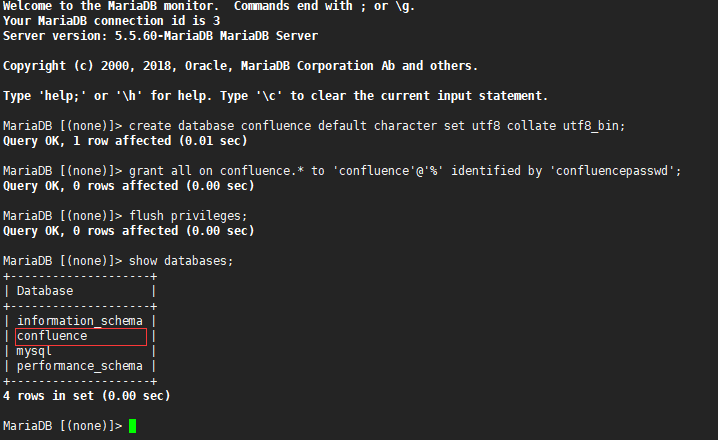 Welcome to the MariaDB monitor.  Commands end with ; or \g.
Your MariaDB connection id is 3
Server version: 5.5.60-MariaDB MariaDB Server
Copyright (c) 2000, 2018, Oracle, MariaDB Corporation Ab and others.
Type 'help;' or '\h' for help. Type '\c' to clear the current input statement.
MariaDB [(none)]> create database confluence default character set utf8 collate utf8_bin;
Query OK, 1 row affected (0.01 sec)
MariaDB [(none)]> grant all on confluence.* to 'confluence'@'%' identified by 'confluencepasswd';
Query OK, 0 rows affected (0.00 sec)
MariaDB [(none)]> flush privileges;
Query OK, 0 rows affected (0.00 sec)
MariaDB [(none)]> show databases;
+--------------------+
| Database           |
+--------------------+
| information_schema |
| confluence         |
| mysql              |
| performance_schema |
+--------------------+
4 rows in set (0.00 sec)
MariaDB [(none)]>